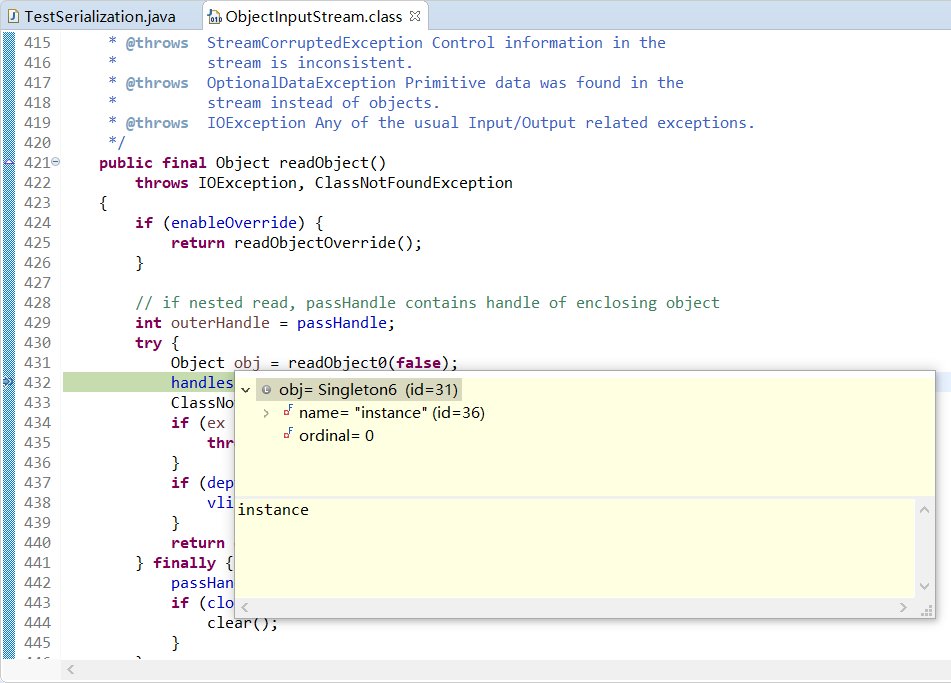 TestSerialization.java ObjectInputStream.class
415 * @throws StreamCorruptedException Control information in the
416 * stream is inconsistent.
417 * @throws OptionalDataException Primitive data was found in the
418 * stream instead of objects.
419 * @throws IOException Any of the usual Input/Output related exceptions.
420 */
421 public final Object readObject()
422 throws IOException, ClassNotFoundException
423 {
424 if (enableOverride) {
425 return readObjectOverride();
426 }
427
428 // if nested read, passHandle contains handle of enclosing object
429 int outerHandle = passHandle;
430 try {
431 Object obj = readObject0(false);
432 handles
433 ClassNo
434 if (ex
435 thr
436 }
437 if (dep
438 vli
439 }
440 return
441 } finally {
442 passHan
443 if (clo
444 clear();
445 }
obj= Singleton6 (id=31)
name= "instance" (id=36)
ordinal= 0
instance